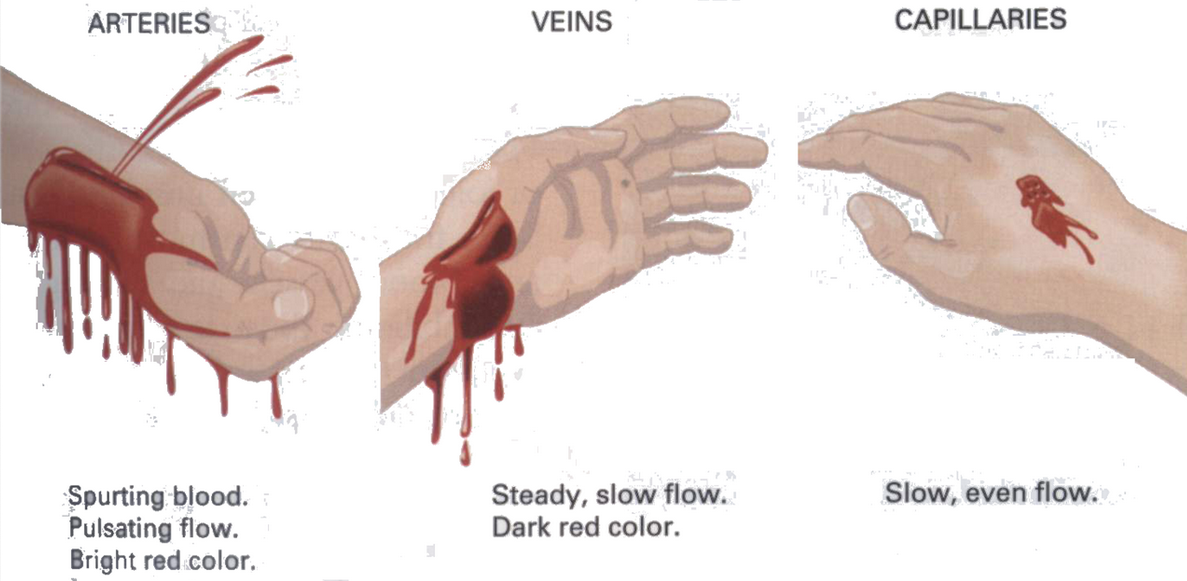 ARTERIES
VEINS
CAPILLARIES
Spurting blood.
Pulsating flow.
Bright red color.
Steady, slow flow.
Dark red color.
Slow, even flow.